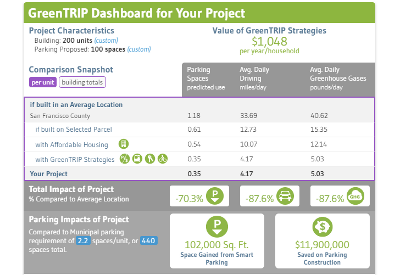 GreenTRIP Dashboard for Your Project
Project Characteristics
Building: 200 units (custom)
Parking Proposed: 100 spaces (custom)
Value of GreenTRIP Strategies
$1,048
per year/household
Comparison Snapshot
per unit building totals
Parking Spaces predicted use
Avg. Daily Driving miles/day
Avg. Daily Greenhouse Gases pounds/day
if built in an Average Location
San Francisco County 1.18 33.69 40.62
if built on Selected Parcel 0.61 12.73 15.35
with Affordable Housing 0.54 10.07 12.14
with GreenTRIP Strategies 0.35 4.17 5.03
Your Project 0.35 4.17 5.03
Total Impact of Project
% Compared to Average Location
-70.3% P -87.6% -87.6% GHG
Parking Impacts of Project
Compared to Municipal parking
requirement of 2.2 spaces/unit, or 440
spaces total.
P
102,000 Sq. Ft.
Space Gained from Smart
Parking
$
$11,900,000
Saved on Parking
Construction